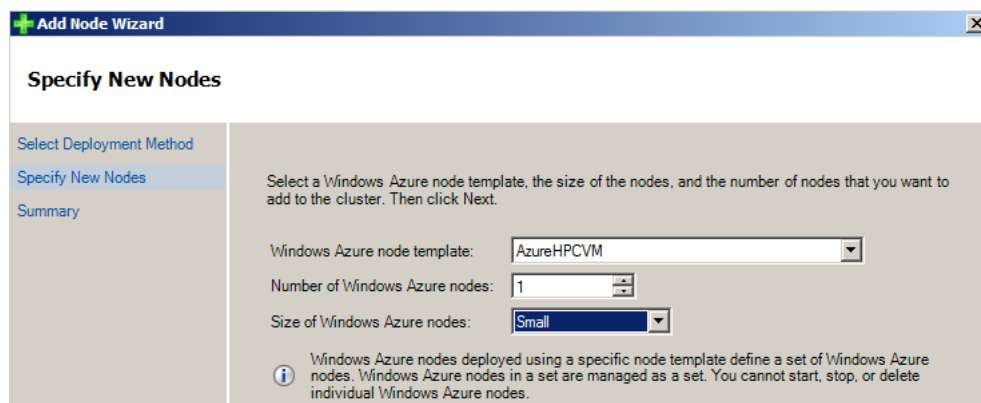 Add Node Wizard
Specify New Nodes
Select Deployment Method
Specify New Nodes
Summary
Select a Windows Azure node template, the size of the nodes, and the number of nodes that you want to
add to the cluster. Then click Next.
Windows Azure node template: AzureHPCVM
Number of Windows Azure nodes: 1
Size of Windows Azure nodes: Small
Windows Azure nodes deployed using a specific node template define a set of Windows Azure
nodes. Windows Azure nodes in a set are managed as a set. You cannot start, stop, or delete
individual Windows Azure nodes.